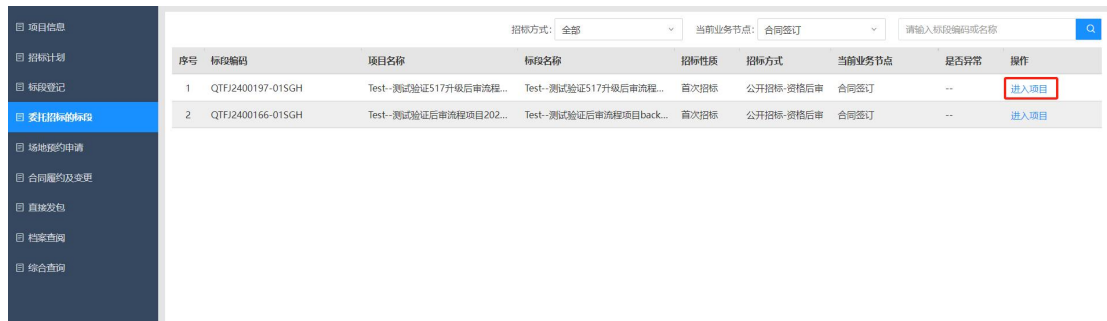 项目信息
招标计划
标段登记
委托招标的标段
场地预约申请
合同履约及变更
直接发包
档案查阅
综合查询
招标方式: 全部 当前业务节点: 合同签订 请输入标段编码或名称
序号 标段编码 项目名称 标段名称 招标性质 招标方式 当前业务节点 是否异常 操作
1 QTFJ2400197-01SGH Test--测试验证517升级后审流程... Test--测试验证517升级后审流程... 首次招标 公开招标-资格后审 合同签订 -- 进入项目
2 QTFJ2400166-01SGH Test--测试验证后审流程项目202... Test--测试验证后审流程项目back... 首次招标 公开招标-资格后审 合同签订 -- 进入项目